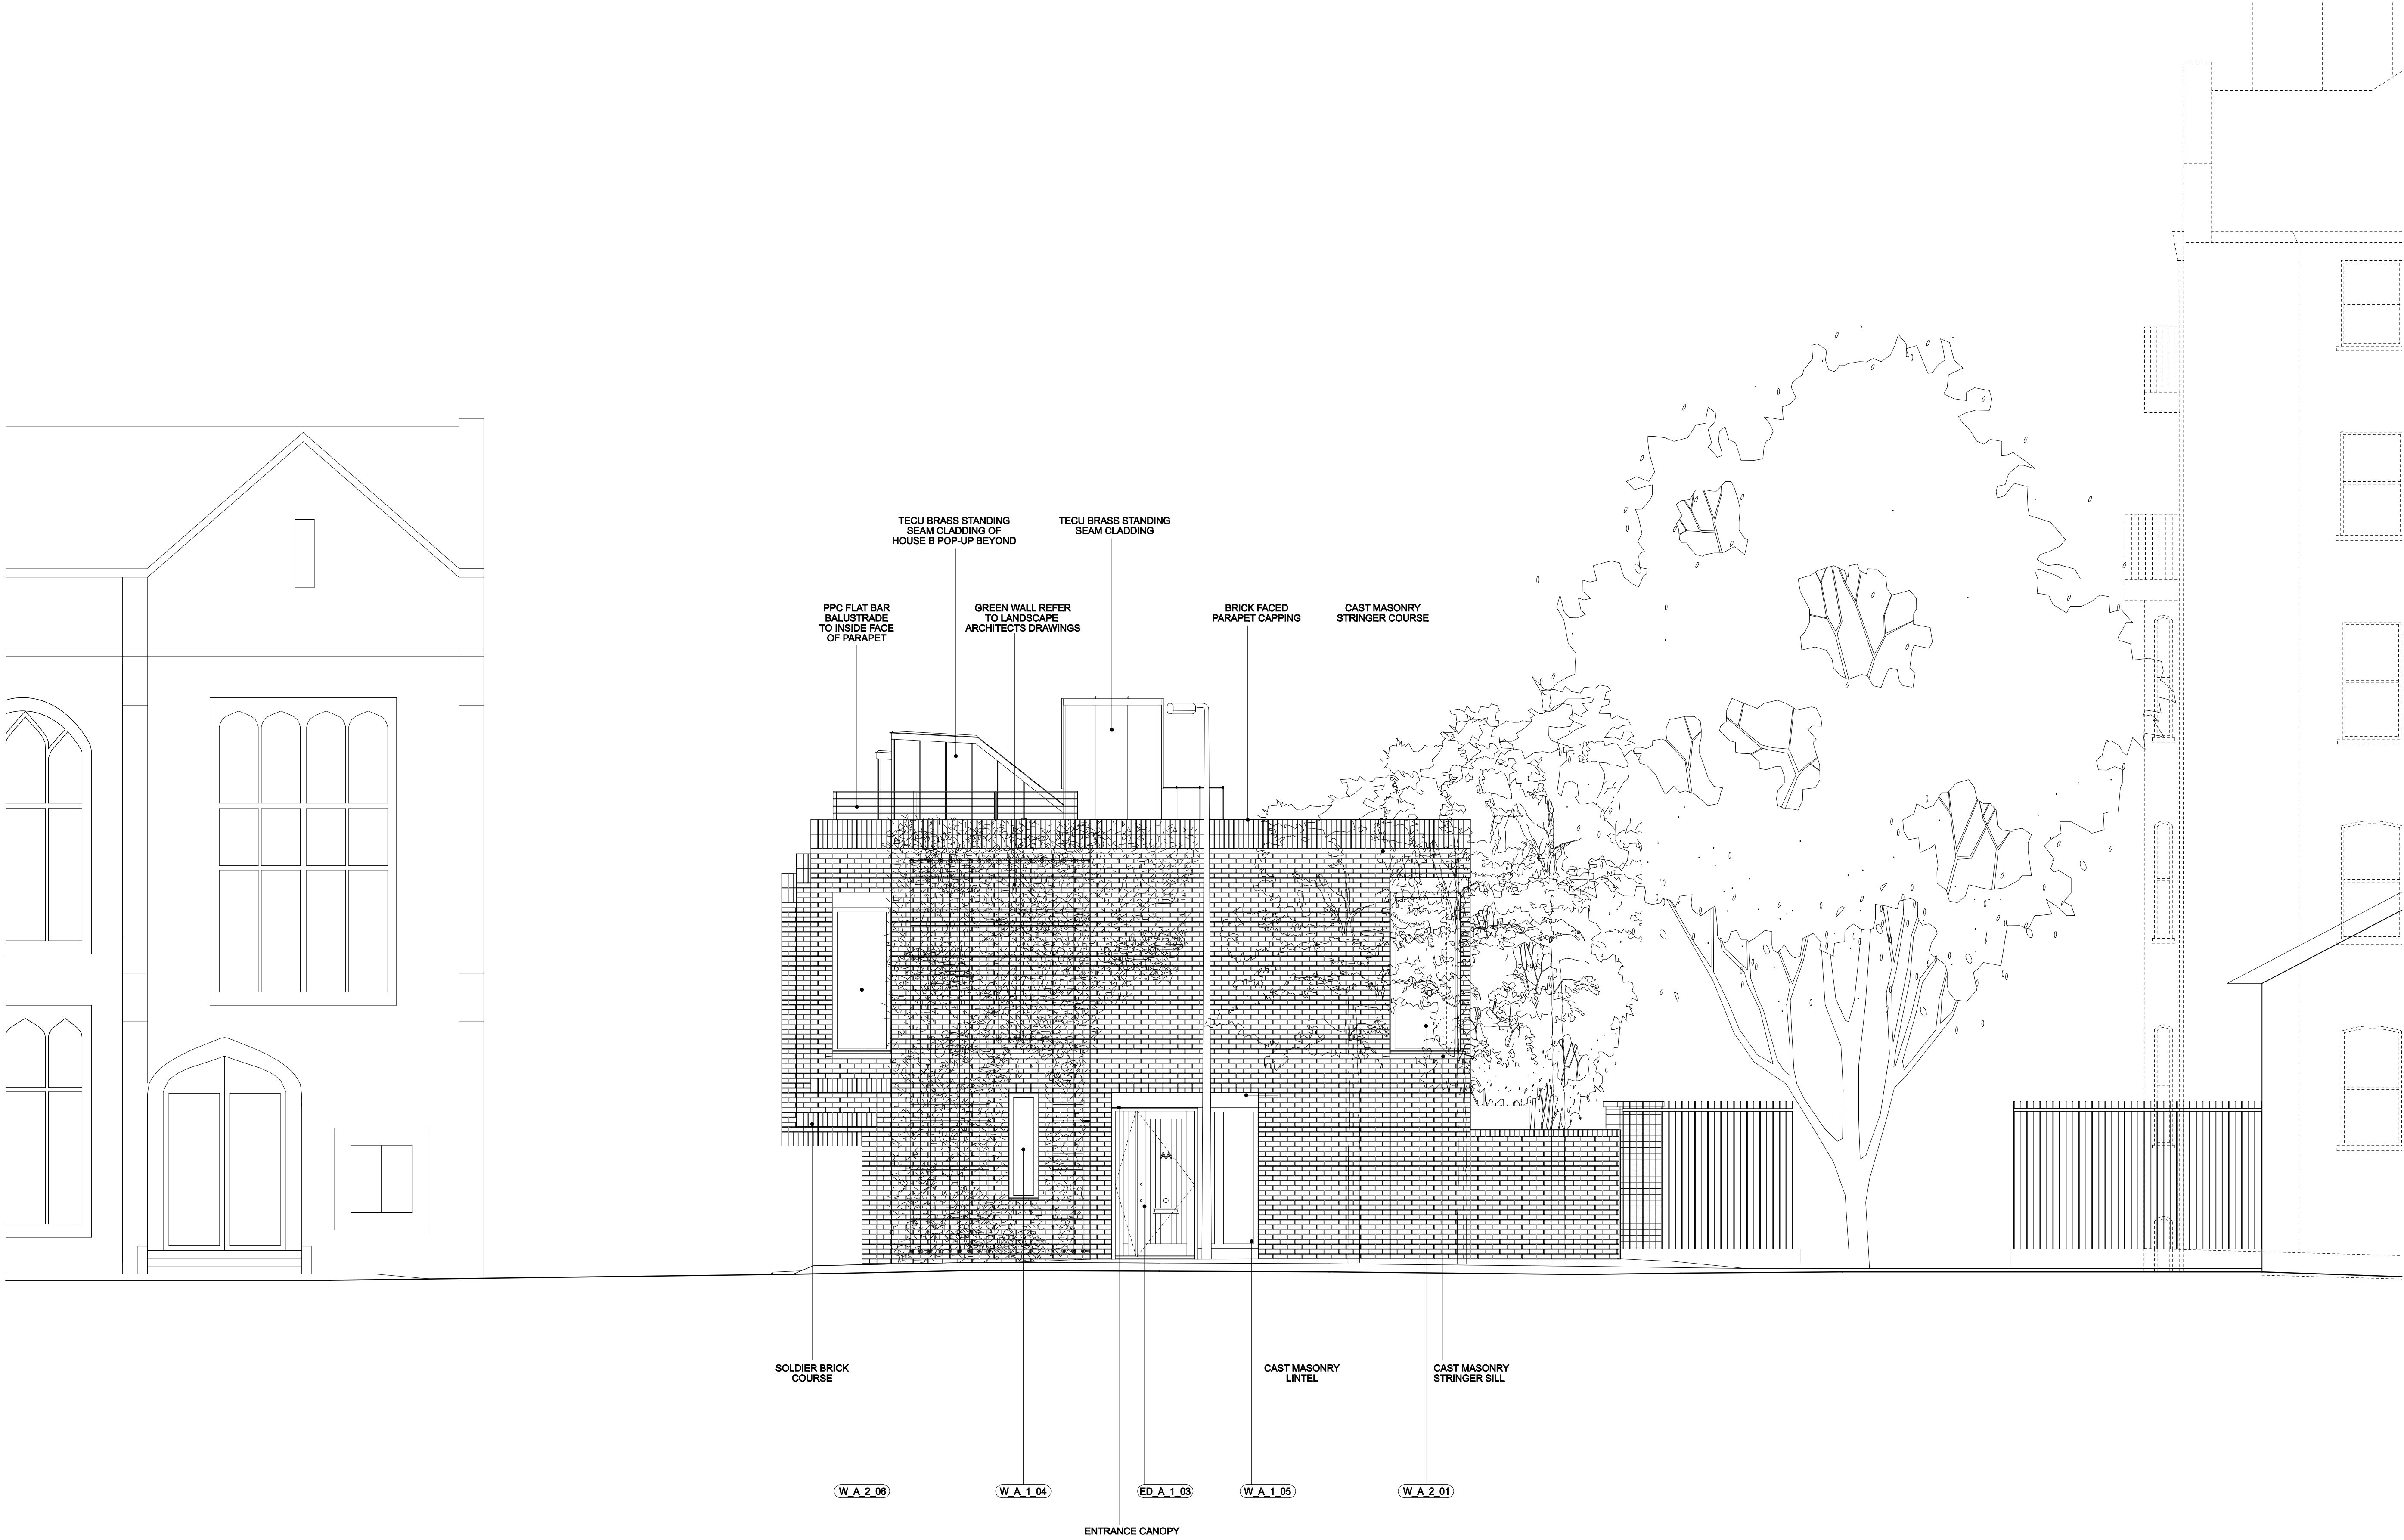 TECU BRASS STANDING
SEAM CLADDING OF
HOUSE B POP-UP BEYOND
TECU BRASS STANDING
SEAM CLADDING
PPC FLAT BAR
BALUSTRADE
TO INSIDE FACE
OF PARAPET
GREEN WALL REFER
TO LANDSCAPE
ARCHITECTS DRAWINGS
BRICK FACED
PARAPET CAPPING
CAST MASONRY
STRINGER COURSE
AA
SOLDIER BRICK
COURSE
CAST MASONRY
LINTEL
CAST MASONRY
STRINGER SILL
W_A_2_06
W_A_1_04
ED_A_1_03
W_A_1_05
W_A_2_01
ENTRANCE CANOPY